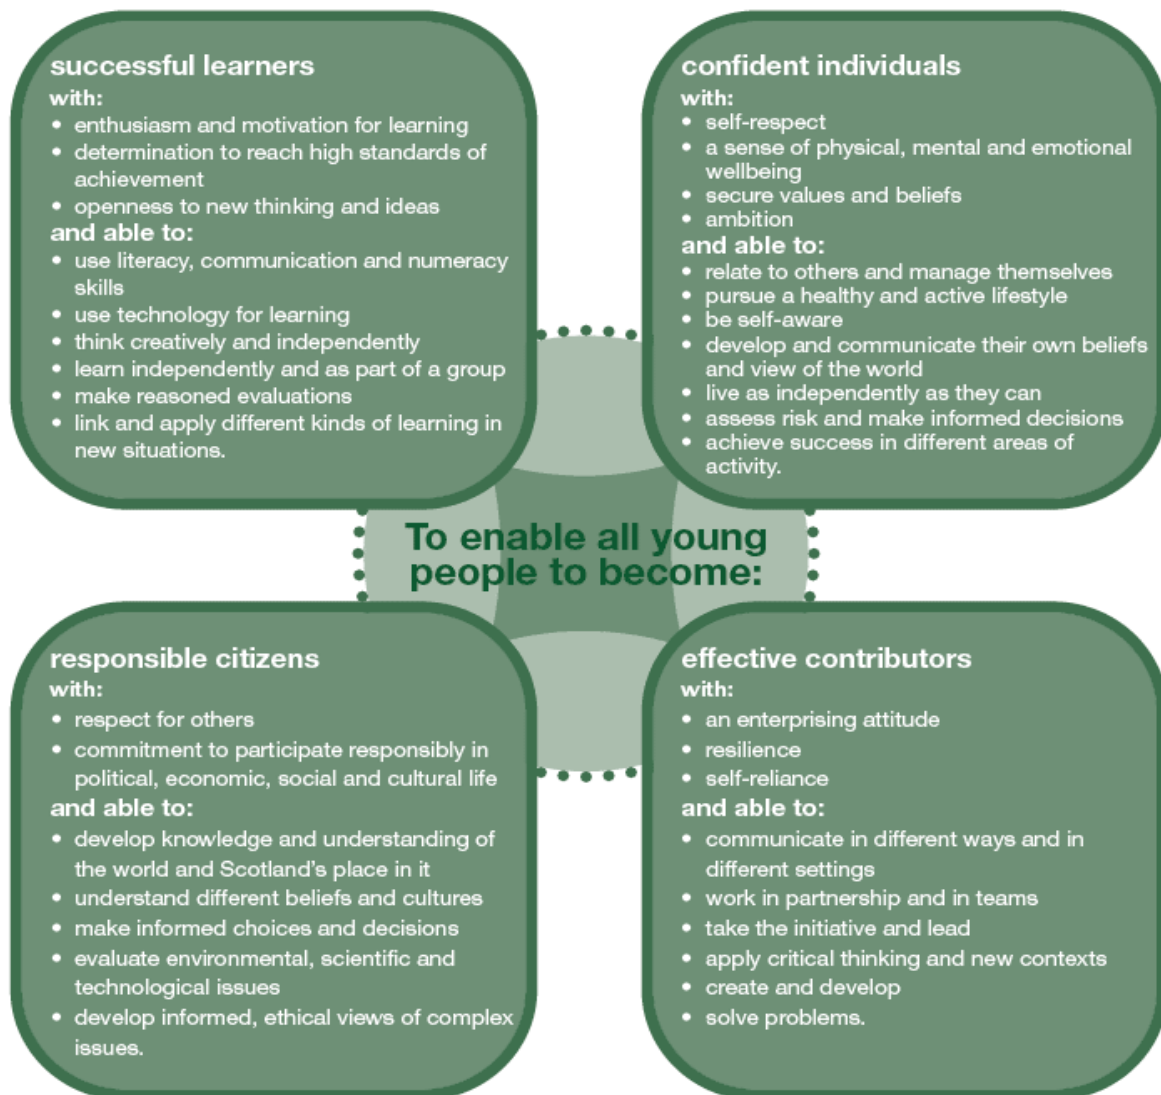 successful learners
with:
• enthusiasm and motivation for learning
• determination to reach high standards of
achievement
• openness to new thinking and ideas
and able to:
• use literacy, communication and numeracy
skills
• use technology for learning
• think creatively and independently
• learn independently and as part of a group
• make reasoned evaluations
• link and apply different kinds of learning in
new situations.
confident individuals
with:
• self-respect
• a sense of physical, mental and emotional
wellbeing
• secure values and beliefs
• ambition
and able to:
• relate to others and manage themselves
• pursue a healthy and active lifestyle
• be self-aware
• develop and communicate their own beliefs
and view of the world
• live as independently as they can
• assess risk and make informed decisions
• achieve success in different areas of
activity.
To enable all young
people to become:
responsible citizens
with:
• respect for others
• commitment to participate responsibly in
political, economic, social and cultural life
and able to:
• develop knowledge and understanding of
the world and Scotland's place in it
• understand different beliefs and cultures
• make informed choices and decisions
• evaluate environmental, scientific and
technological issues
• develop informed, ethical views of complex
issues.
effective contributors
with:
• an enterprising attitude
• resilience
• self-reliance
and able to:
• communicate in different ways and in
different settings
• work in partnership and in teams
• take the initiative and lead
• apply critical thinking and new contexts
• create and develop
• solve problems.